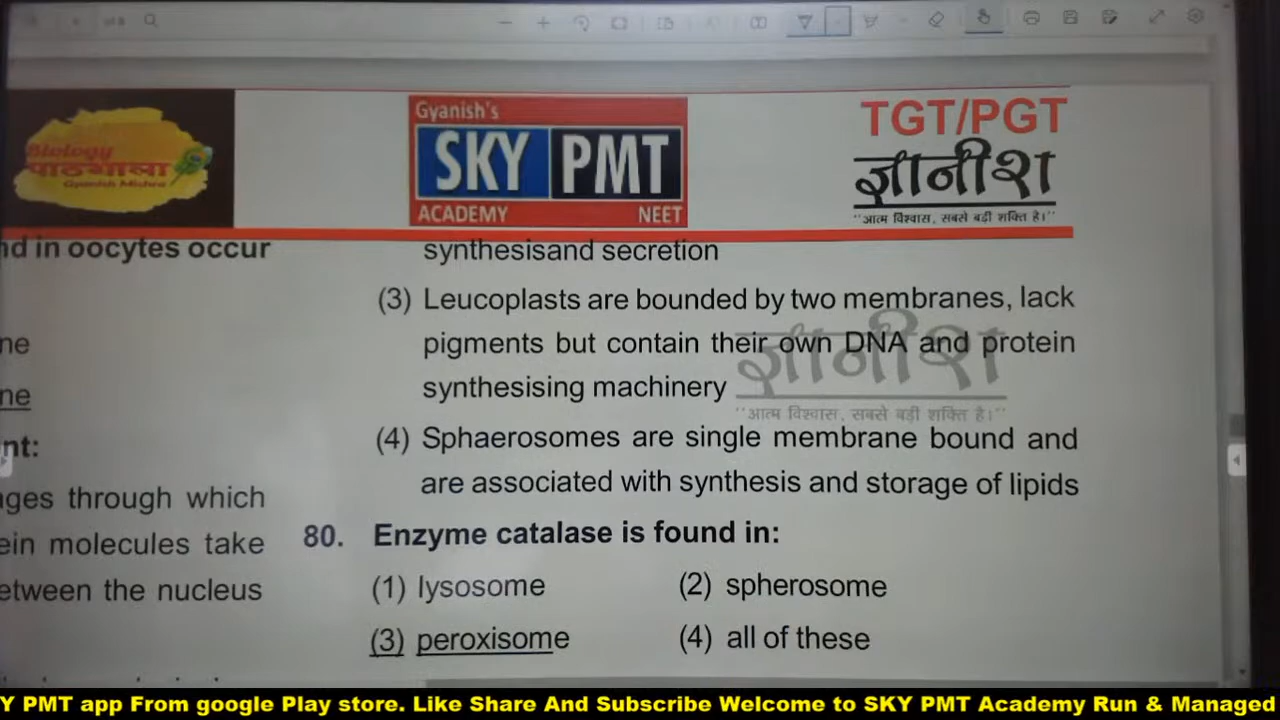 Biology
पाठशाला
Gyanish Mishra
Gyanish's
SKY PMT
ACADEMY NEET
TGT/PGT
ज्ञानीश
"आत्म विश्वास, सबसे बड़ी शक्ति है।"
nd in oocytes occur
ne
ne
nt:
ages through which
ein molecules take
etween the nucleus
synthesisand secretion
(3) Leucoplasts are bounded by two membranes, lack
pigments but contain their own DNA and protein
synthesising machinery
ज्ञानीश
"आत्म विश्वास, सबसे बड़ी शक्ति है।"
(4) Sphaerosomes are single membrane bound and
are associated with synthesis and storage of lipids
80. Enzyme catalase is found in:
(1) lysosome (2) spherosome
(3) peroxisome (4) all of these
Y PMT app From google Play store. Like Share And Subscribe Welcome to SKY PMT Academy Run & Managed